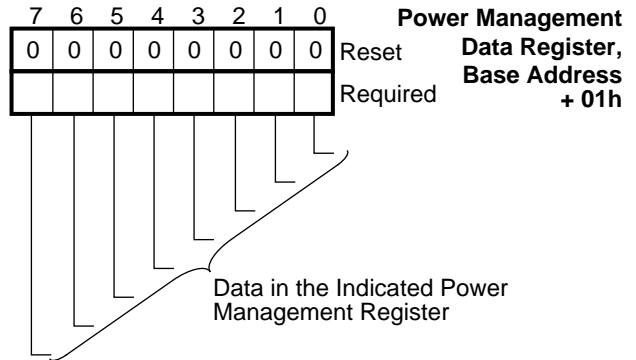 7 6 5 4 3 2 1 0
Power Management
Data Register,
Base Address
+ 01h
0 0 0 0 0 0 0 0 Reset
Required
Data in the Indicated Power
Management Register